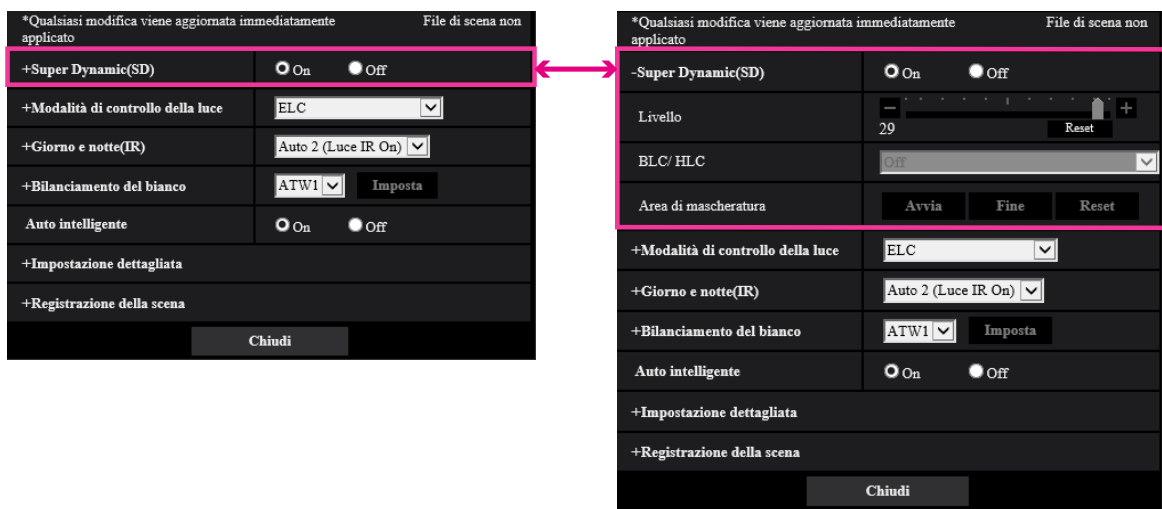 *Qualsiasi modifica viene aggiornata immediatamente File di scena non
applicato
+Super Dynamic(SD) On Off
+Modalità di controllo della luce ELC
+Giorno e notte(IR) Auto 2 (Luce IR On)
+Bilanciamento del bianco ATW1 Imposta
Auto intelligente On Off
+Impostazione dettagliata
+Registrazione della scena
Chiudi
*Qualsiasi modifica viene aggiornata immediatamente File di scena non
applicato
-Super Dynamic(SD) On Off
Livello - +
29 Reset
BLC/ HLC Off
Area di mascheratura Avvia Fine Reset
+Modalità di controllo della luce ELC
+Giorno e notte(IR) Auto 2 (Luce IR On)
+Bilanciamento del bianco ATW1 Imposta
Auto intelligente On Off
+Impostazione dettagliata
+Registrazione della scena
Chiudi